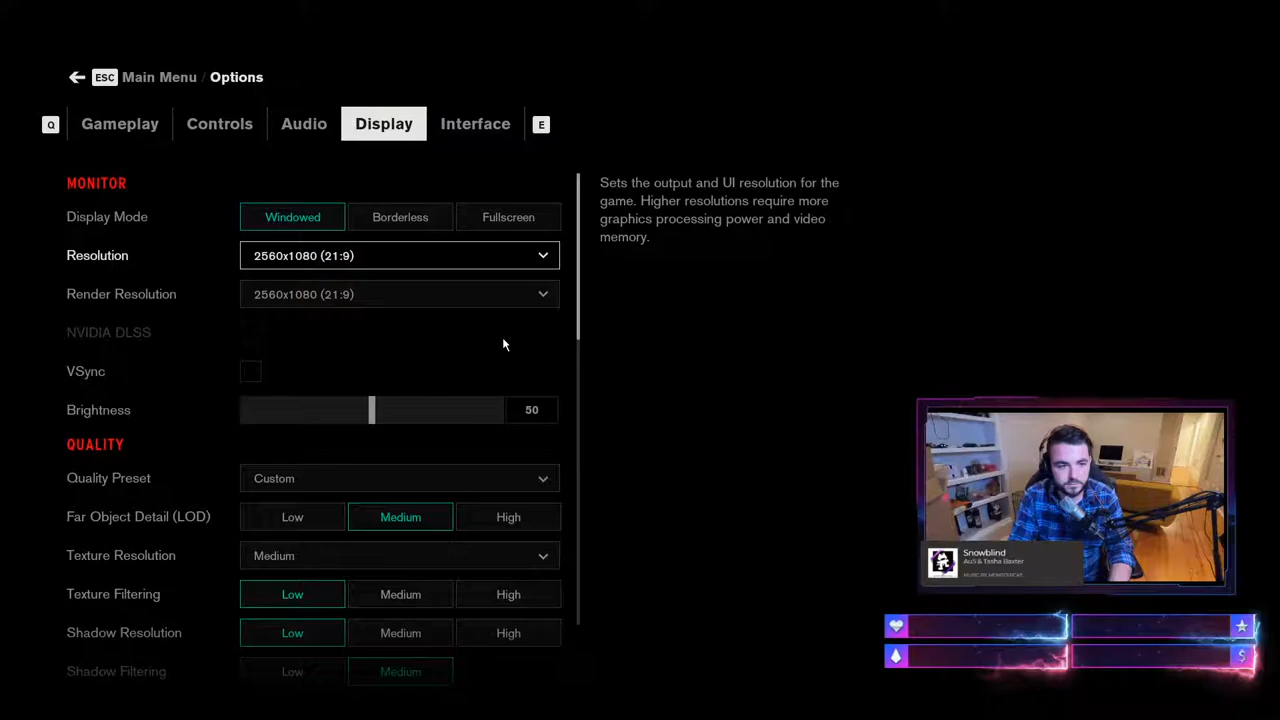 ESC Main Menu / Options
Q Gameplay Controls Audio Display Interface E
MONITOR
Display Mode Windowed Borderless Fullscreen
Resolution 2560x1080 (21:9)
Render Resolution 2560x1080 (21:9)
NVIDIA DLSS
VSync
Brightness 50
QUALITY
Quality Preset Custom
Far Object Detail (LOD) Low Medium High
Texture Resolution Medium
Texture Filtering Low Medium High
Shadow Resolution Low Medium High
Shadow Filtering Low Medium
Sets the output and UI resolution for the
game. Higher resolutions require more
graphics processing power and video
memory.
Snowblind
Au5 & Tasha Baxter
$